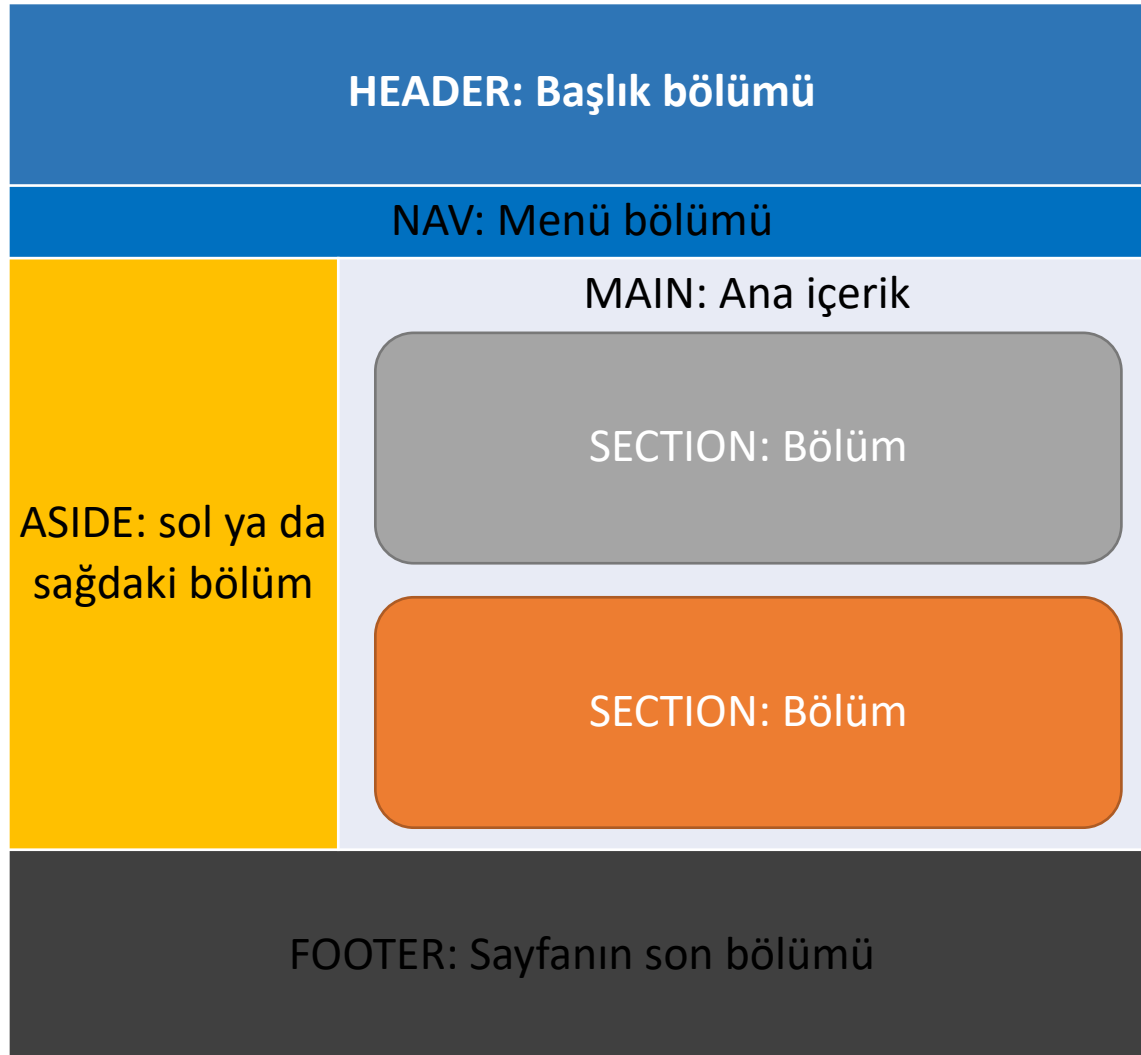 HEADER: Başlık bölümü
NAV: Menü bölümü
MAIN: Ana içerik
SECTION: Bölüm
ASIDE: sol ya da
sağdaki bölüm
SECTION: Bölüm
FOOTER: Sayfanın son bölümü